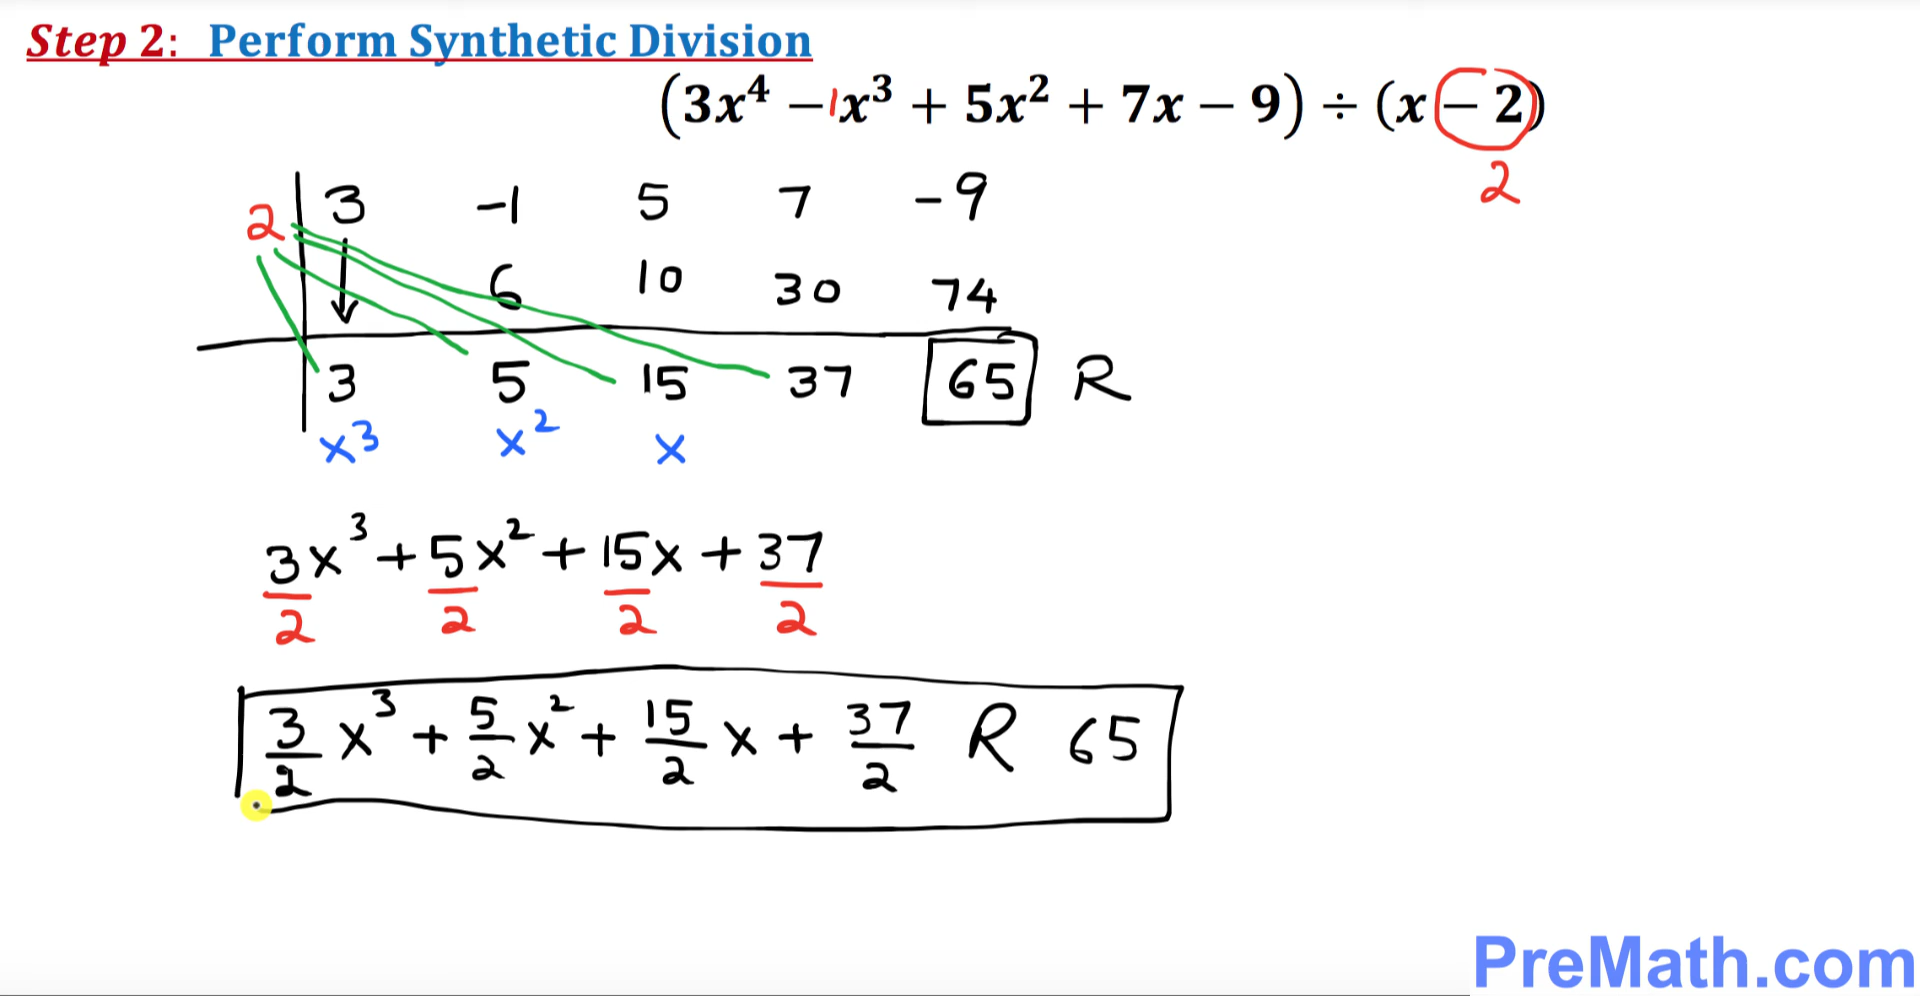 Step 2: Perform Synthetic Division
(3x⁴ −1x³ + 5x² + 7x − 9) ÷ (x − 2)
2
2 3 -1 5 7 -9
6 10 30 74
3 5 15 37 65 R
x³ x² x
3x³ + 5x² + 15x + 37
2 2 2 2
3/2 x³ + 5/2 x² + 15/2 x + 37/2 R 65
PreMath.com